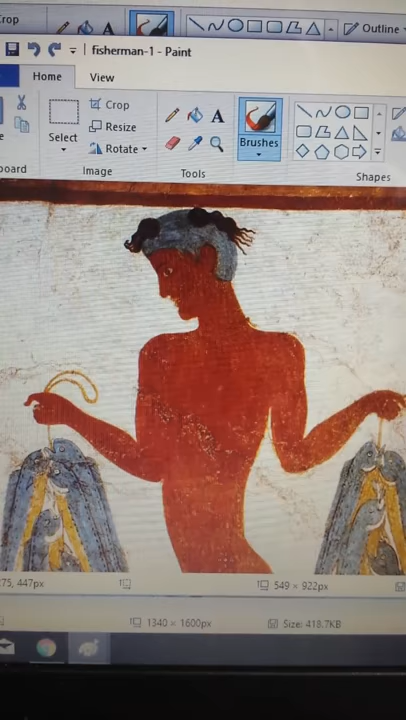 Crop
Outline
fisherman-1 - Paint
Home View
Crop
Resize
Rotate
Select
Brushes
Image
Tools
Shapes
75, 447px
549 × 922px
1340 × 1600px
Size: 418.7KB